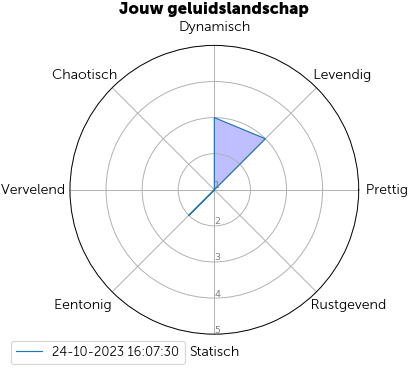 Jouw geluidslandschap
Dynamisch
Chaotisch
Levendig
Vervelend
1
Prettig
2
3
4
Eentonig
Rustgevend
5
24-10-2023 16:07:30
Statisch